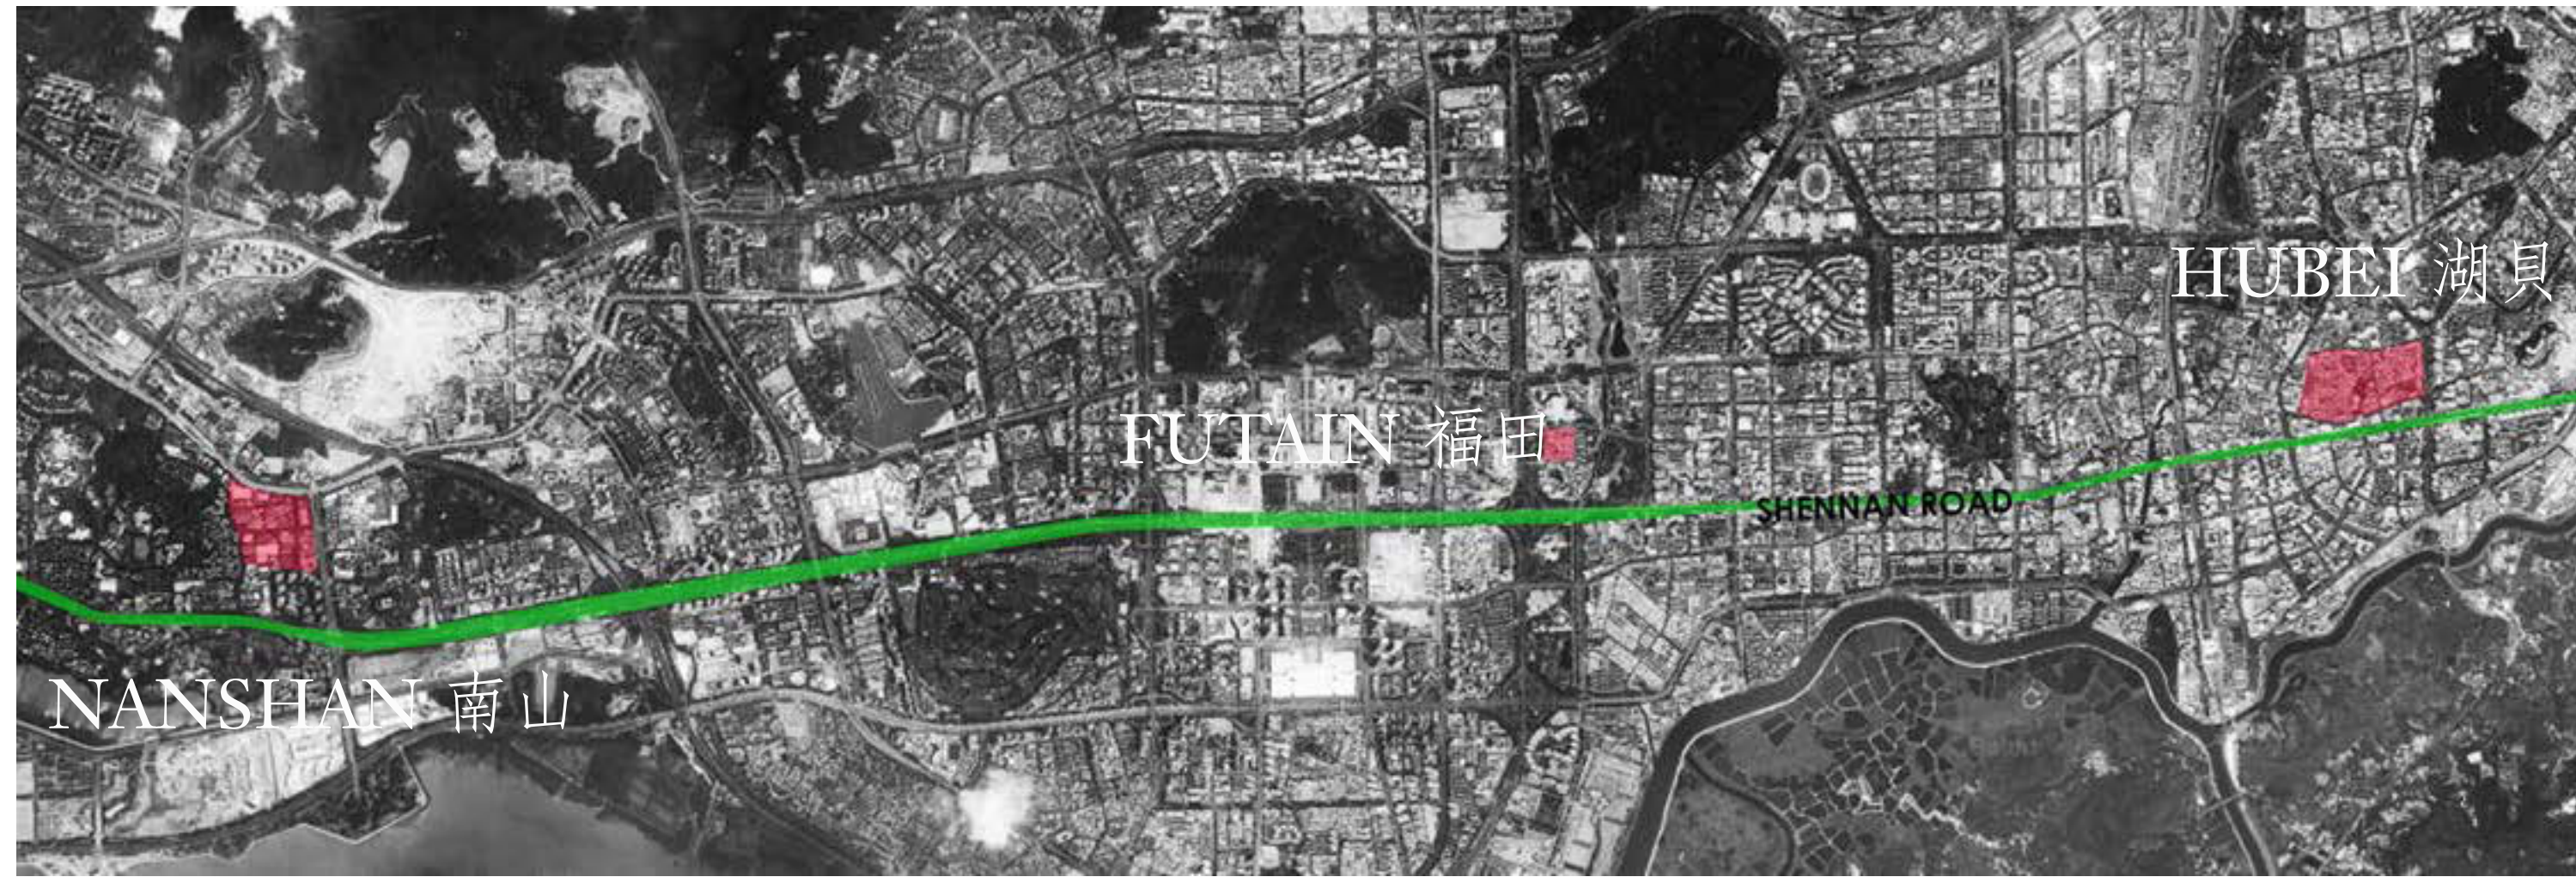 HUBEI 湖貝
FUTAIN 福田
SHENNAN ROAD
NANSHAN 南山